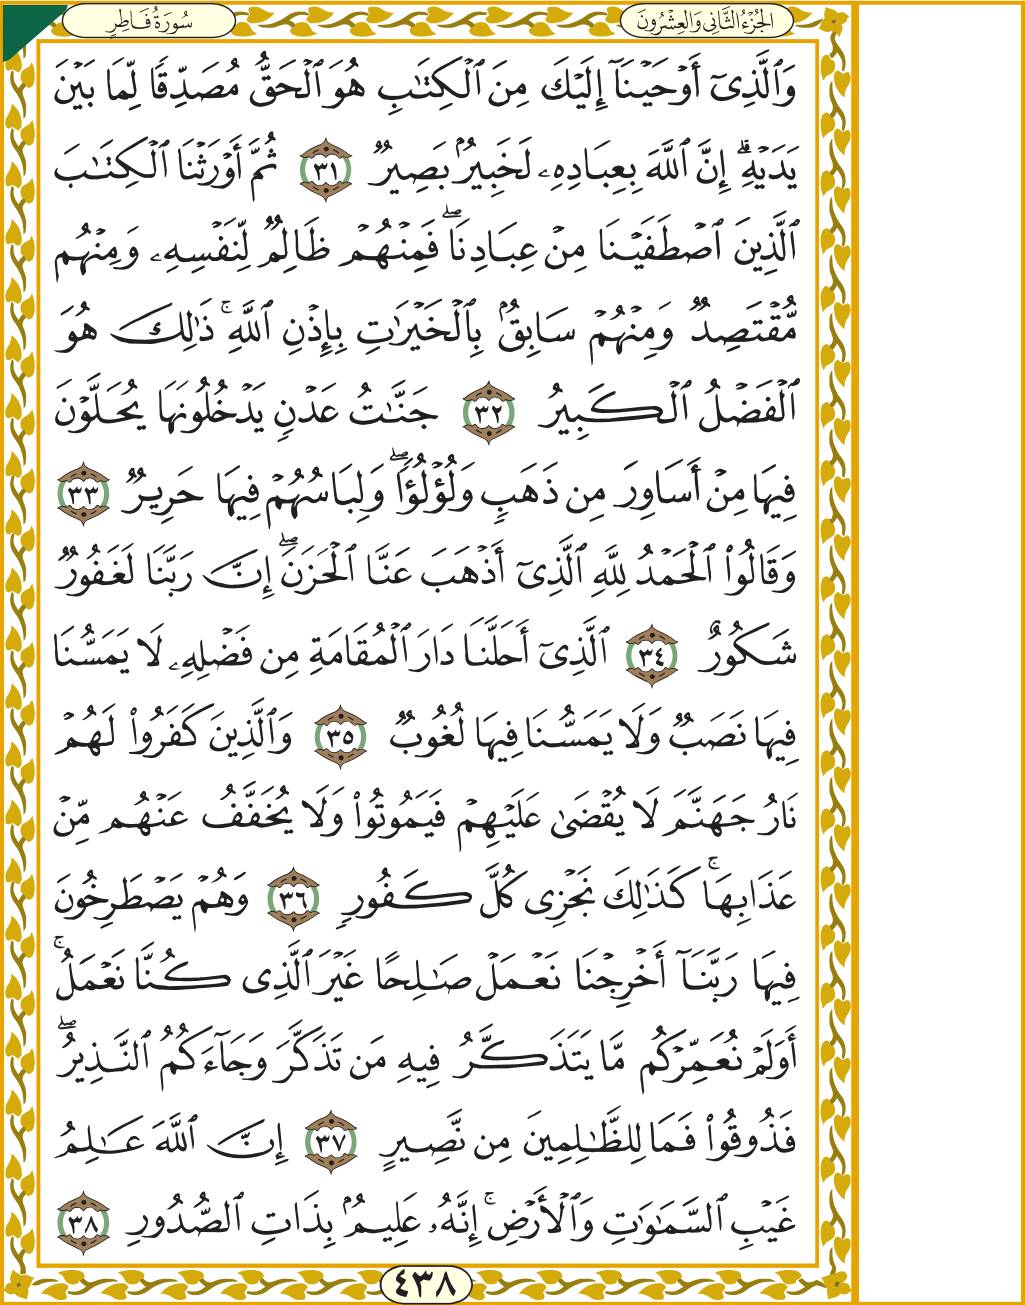 الجُزْءُ الثَّانِي وَالعِشْرُونَ
سُورَةُ فَاطِرٍ
وَٱلَّذِىٓ أَوْحَيْنَآ إِلَيْكَ مِنَ ٱلْكِتَٰبِ هُوَ ٱلْحَقُّ مُصَدِّقًا لِّمَا بَيْنَ
يَدَيْهِ ۗ إِنَّ ٱللَّهَ بِعِبَادِهِۦ لَخَبِيرٌۢ بَصِيرٌ ٣١ ثُمَّ أَوْرَثْنَا ٱلْكِتَٰبَ
ٱلَّذِينَ ٱصْطَفَيْنَا مِنْ عِبَادِنَا ۖ فَمِنْهُمْ ظَالِمٌ لِّنَفْسِهِۦ وَمِنْهُم
مُّقْتَصِدٌ وَمِنْهُمْ سَابِقٌۢ بِٱلْخَيْرَٰتِ بِإِذْنِ ٱللَّهِ ۚ ذَٰلِكَ هُوَ
ٱلْفَضْلُ ٱلْكَبِيرُ ٣٢ جَنَّٰتُ عَدْنٍ يَدْخُلُونَهَا يُحَلَّوْنَ
فِيهَا مِنْ أَسَاوِرَ مِن ذَهَبٍ وَلُؤْلُؤًا ۖ وَلِبَاسُهُمْ فِيهَا حَرِيرٌ ٣٣
وَقَالُوا۟ ٱلْحَمْدُ لِلَّهِ ٱلَّذِىٓ أَذْهَبَ عَنَّا ٱلْحَزَنَ ۖ إِنَّ رَبَّنَا لَغَفُورٌ
شَكُورٌ ٣٤ ٱلَّذِىٓ أَحَلَّنَا دَارَ ٱلْمُقَامَةِ مِن فَضْلِهِۦ لَا يَمَسُّنَا
فِيهَا نَصَبٌ وَلَا يَمَسُّنَا فِيهَا لُغُوبٌ ٣٥ وَٱلَّذِينَ كَفَرُوا۟ لَهُمْ
نَارُ جَهَنَّمَ لَا يُقْضَىٰ عَلَيْهِمْ فَيَمُوتُوا۟ وَلَا يُخَفَّفُ عَنْهُم مِّنْ
عَذَابِهَا ۚ كَذَٰلِكَ نَجْزِى كُلَّ كَفُورٍ ٣٦ وَهُمْ يَصْطَرِخُونَ
فِيهَا رَبَّنَآ أَخْرِجْنَا نَعْمَلْ صَٰلِحًا غَيْرَ ٱلَّذِى كُنَّا نَعْمَلُ ۚ
أَوَلَمْ نُعَمِّرْكُم مَّا يَتَذَكَّرُ فِيهِ مَن تَذَكَّرَ وَجَآءَكُمُ ٱلنَّذِيرُ ۖ
فَذُوقُوا۟ فَمَا لِلظَّٰلِمِينَ مِن نَّصِيرٍ ٣٧ إِنَّ ٱللَّهَ عَٰلِمُ
غَيْبِ ٱلسَّمَٰوَٰتِ وَٱلْأَرْضِ ۚ إِنَّهُۥ عَلِيمٌۢ بِذَاتِ ٱلصُّدُورِ ٣٨
٤٣٨